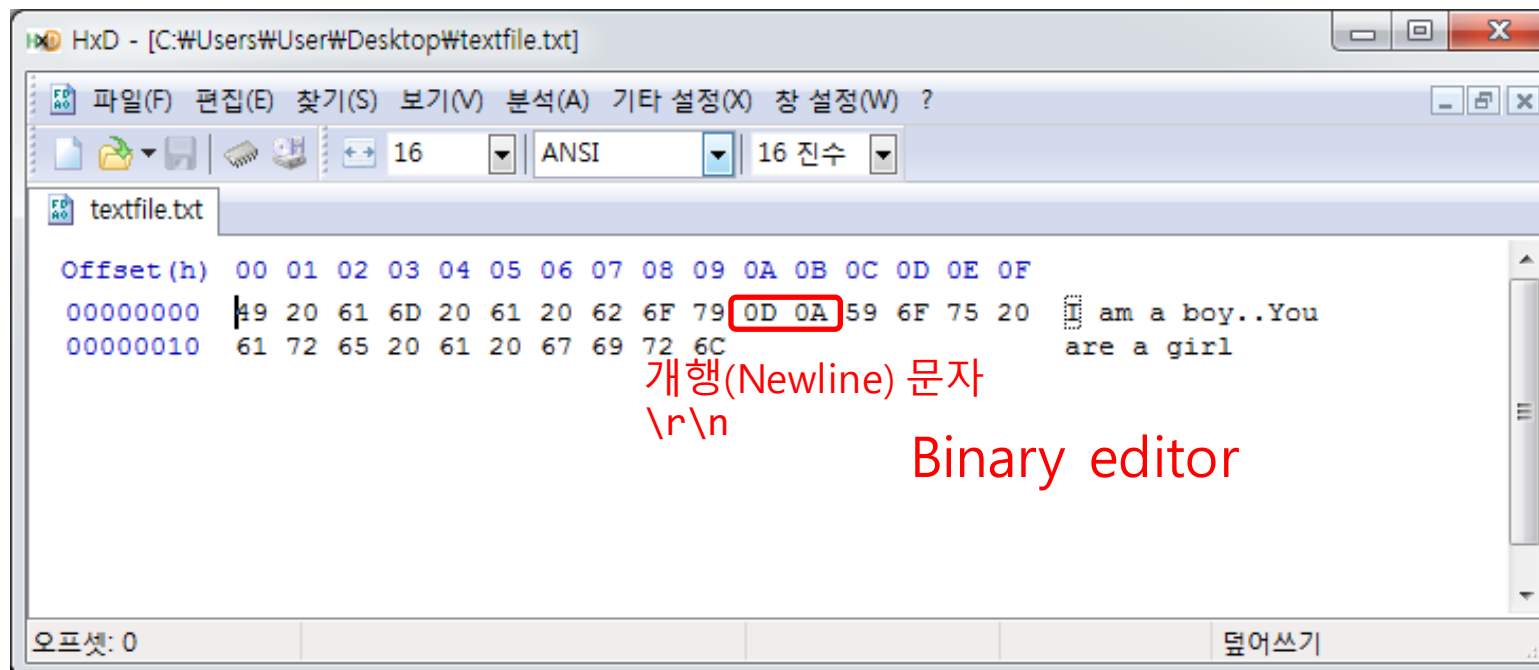 HxD - [C:₩Users₩User₩Desktop₩textfile.txt]
파일(F) 편집(E) 찾기(S) 보기(V) 분석(A) 기타 설정(X) 창 설정(W) ?
16 ANSI 16 진수
textfile.txt
Offset(h) 00 01 02 03 04 05 06 07 08 09 0A 0B 0C 0D 0E 0F
00000000 49 20 61 6D 20 61 20 62 6F 79 0D 0A 59 6F 75 20 I am a boy..You
00000010 61 72 65 20 61 20 67 69 72 6C are a girl
개행(Newline) 문자
\r\n
Binary editor
오프셋: 0 덮어쓰기